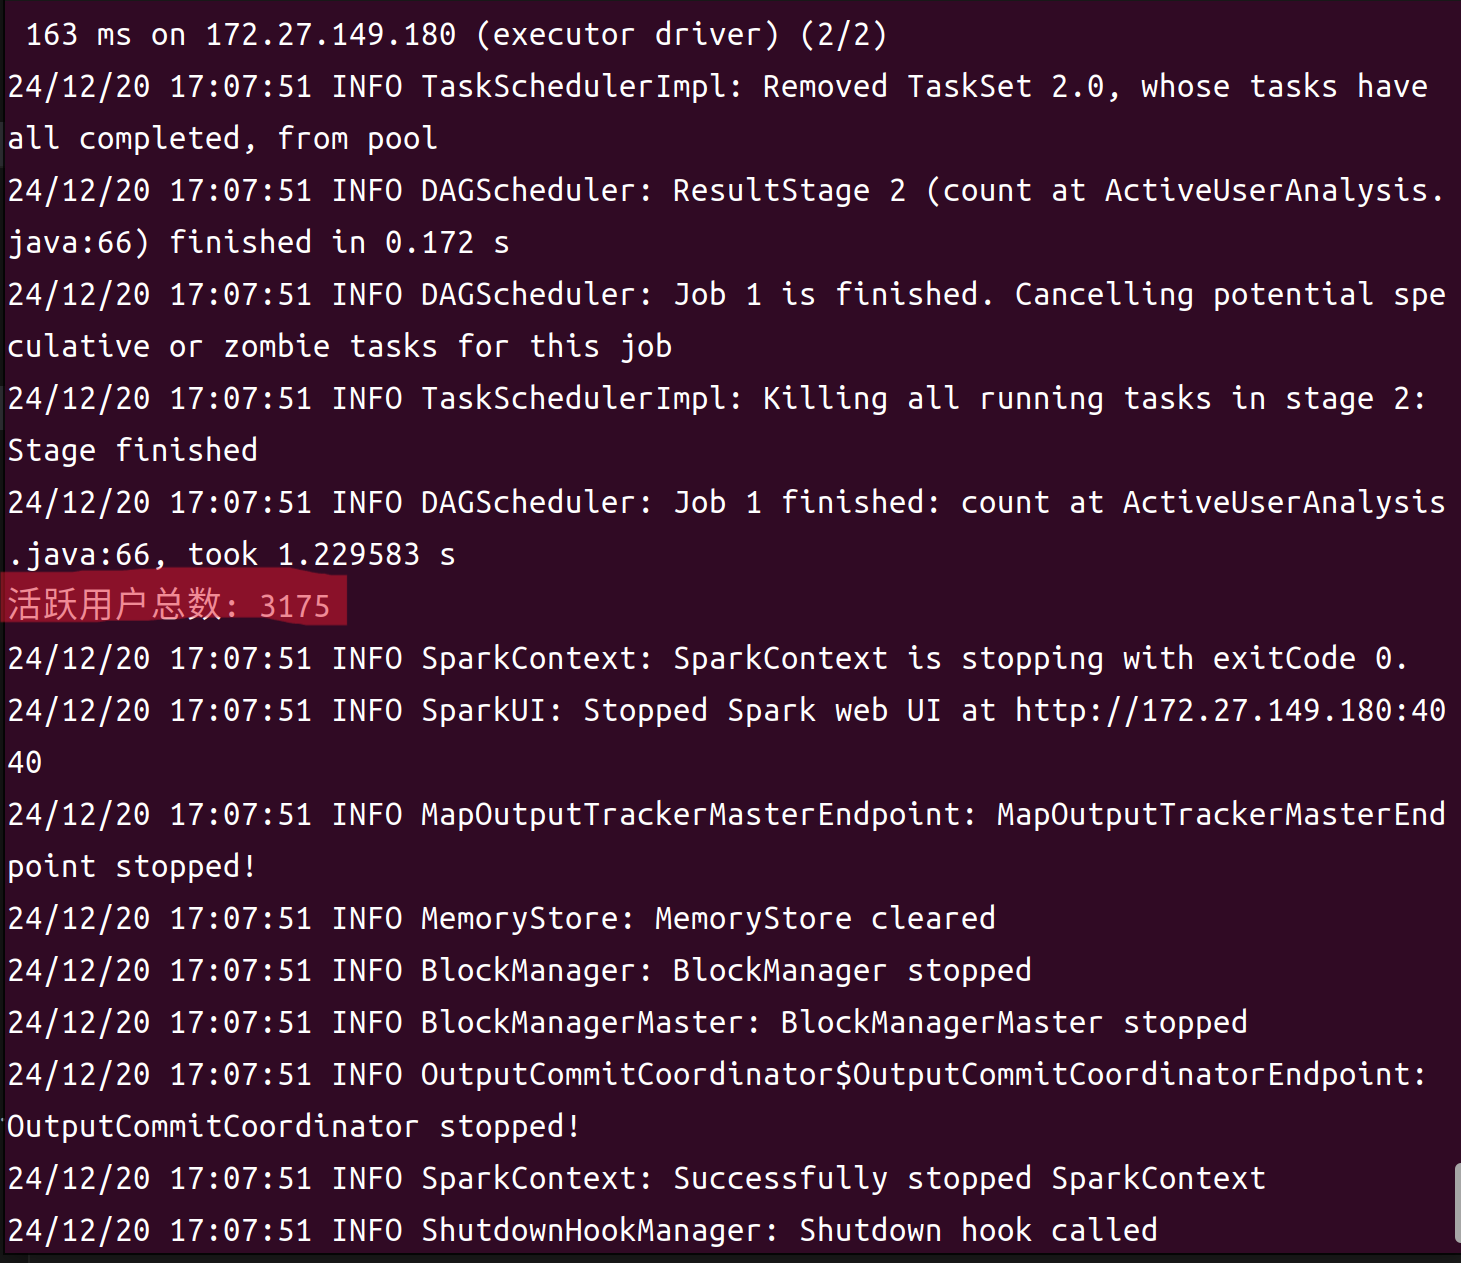 163 ms on 172.27.149.180 (executor driver) (2/2)
24/12/20 17:07:51 INFO TaskSchedulerImpl: Removed TaskSet 2.0, whose tasks have
all completed, from pool
24/12/20 17:07:51 INFO DAGScheduler: ResultStage 2 (count at ActiveUserAnalysis.
java:66) finished in 0.172 s
24/12/20 17:07:51 INFO DAGScheduler: Job 1 is finished. Cancelling potential spe
culative or zombie tasks for this job
24/12/20 17:07:51 INFO TaskSchedulerImpl: Killing all running tasks in stage 2:
Stage finished
24/12/20 17:07:51 INFO DAGScheduler: Job 1 finished: count at ActiveUserAnalysis
.java:66, took 1.229583 s
活跃用户总数: 3175
24/12/20 17:07:51 INFO SparkContext: SparkContext is stopping with exitCode 0.
24/12/20 17:07:51 INFO SparkUI: Stopped Spark web UI at http://172.27.149.180:40
40
24/12/20 17:07:51 INFO MapOutputTrackerMasterEndpoint: MapOutputTrackerMasterEnd
point stopped!
24/12/20 17:07:51 INFO MemoryStore: MemoryStore cleared
24/12/20 17:07:51 INFO BlockManager: BlockManager stopped
24/12/20 17:07:51 INFO BlockManagerMaster: BlockManagerMaster stopped
24/12/20 17:07:51 INFO OutputCommitCoordinator$OutputCommitCoordinatorEndpoint:
OutputCommitCoordinator stopped!
24/12/20 17:07:51 INFO SparkContext: Successfully stopped SparkContext
24/12/20 17:07:51 INFO ShutdownHookManager: Shutdown hook called